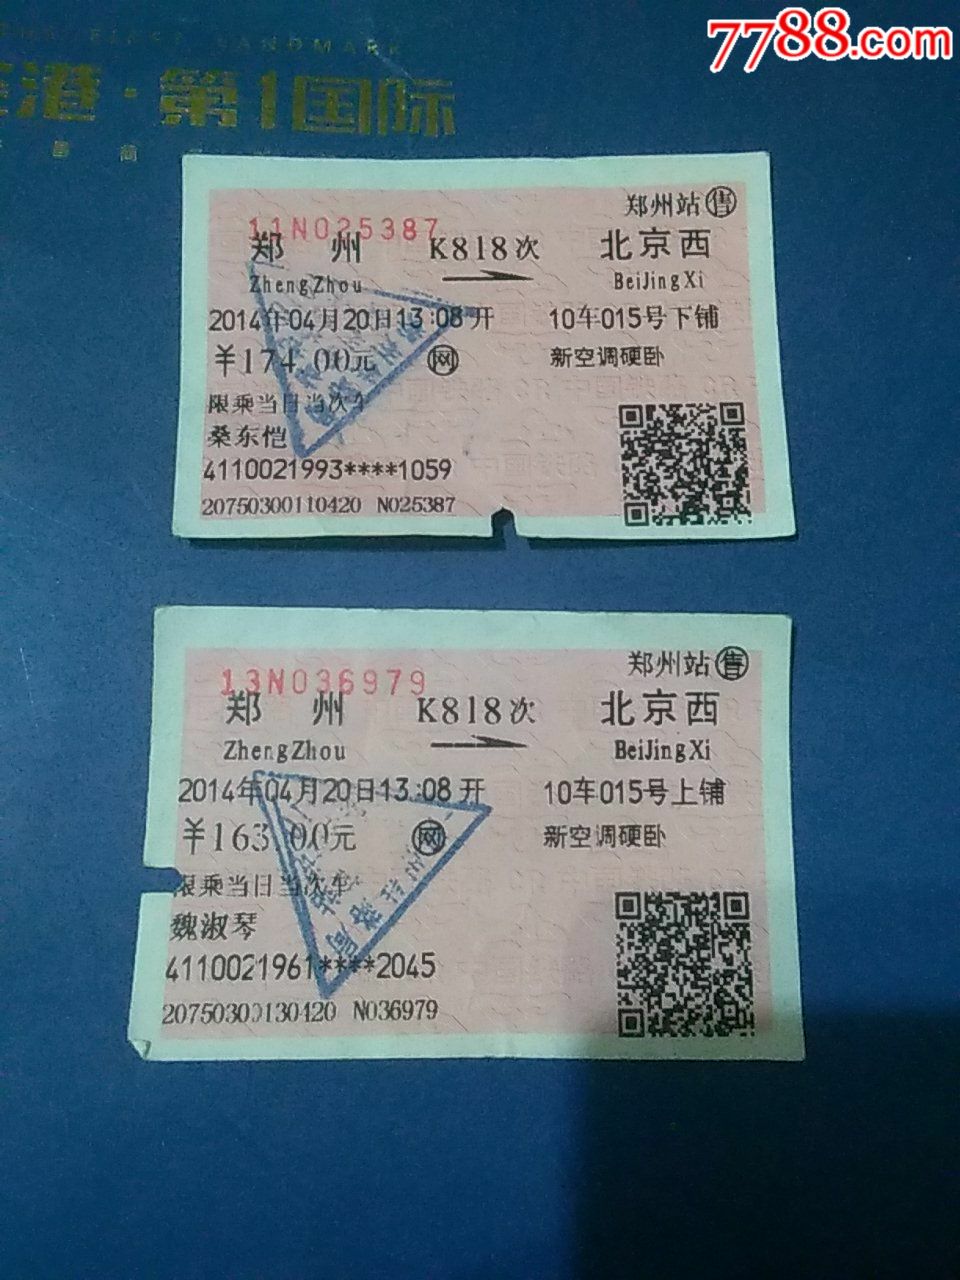 7788.com
THE FIRST LANDMARK
港·第1国际
11N025387
郑州站售
郑州 K818次 北京西
ZhengZhou BeiJingXi
2014年04月20日13:08开 10车015号下铺
¥174.00元 网 新空调硬卧
限乘当日当次车
桑东恺
4110021993****1059
20750300110420 N025387
13N036979
郑州站售
郑州 K818次 北京西
ZhengZhou BeiJingXi
2014年04月20日13:08开 10车015号上铺
¥163.00元 网 新空调硬卧
限乘当日当次车
魏淑琴
4110021961****2045
20750300130420 N036979